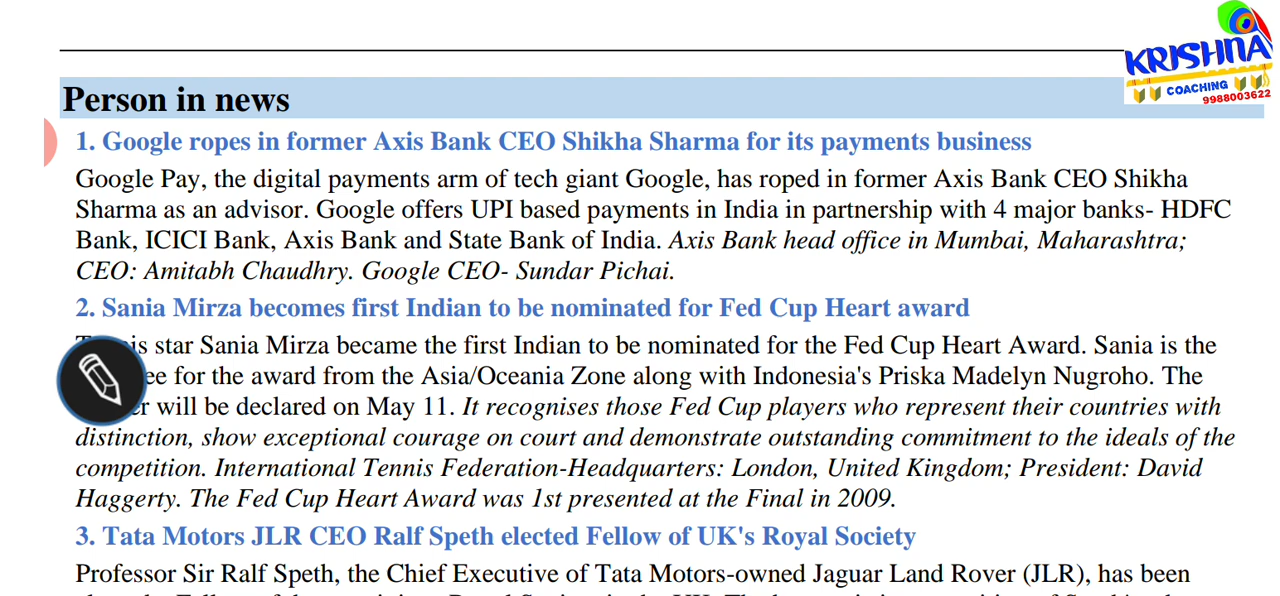 KRISHNA
COACHING
9988003622
Person in news
1. Google ropes in former Axis Bank CEO Shikha Sharma for its payments business
Google Pay, the digital payments arm of tech giant Google, has roped in former Axis Bank CEO Shikha
Sharma as an advisor. Google offers UPI based payments in India in partnership with 4 major banks- HDFC
Bank, ICICI Bank, Axis Bank and State Bank of India. Axis Bank head office in Mumbai, Maharashtra;
CEO: Amitabh Chaudhry. Google CEO- Sundar Pichai.
2. Sania Mirza becomes first Indian to be nominated for Fed Cup Heart award
star Sania Mirza became the first Indian to be nominated for the Fed Cup Heart Award. Sania is the
for the award from the Asia/Oceania Zone along with Indonesia's Priska Madelyn Nugroho. The
will be declared on May 11. It recognises those Fed Cup players who represent their countries with
distinction, show exceptional courage on court and demonstrate outstanding commitment to the ideals of the
competition. International Tennis Federation-Headquarters: London, United Kingdom; President: David
Haggerty. The Fed Cup Heart Award was 1st presented at the Final in 2009.
3. Tata Motors JLR CEO Ralf Speth elected Fellow of UK's Royal Society
Professor Sir Ralf Speth, the Chief Executive of Tata Motors-owned Jaguar Land Rover (JLR), has been